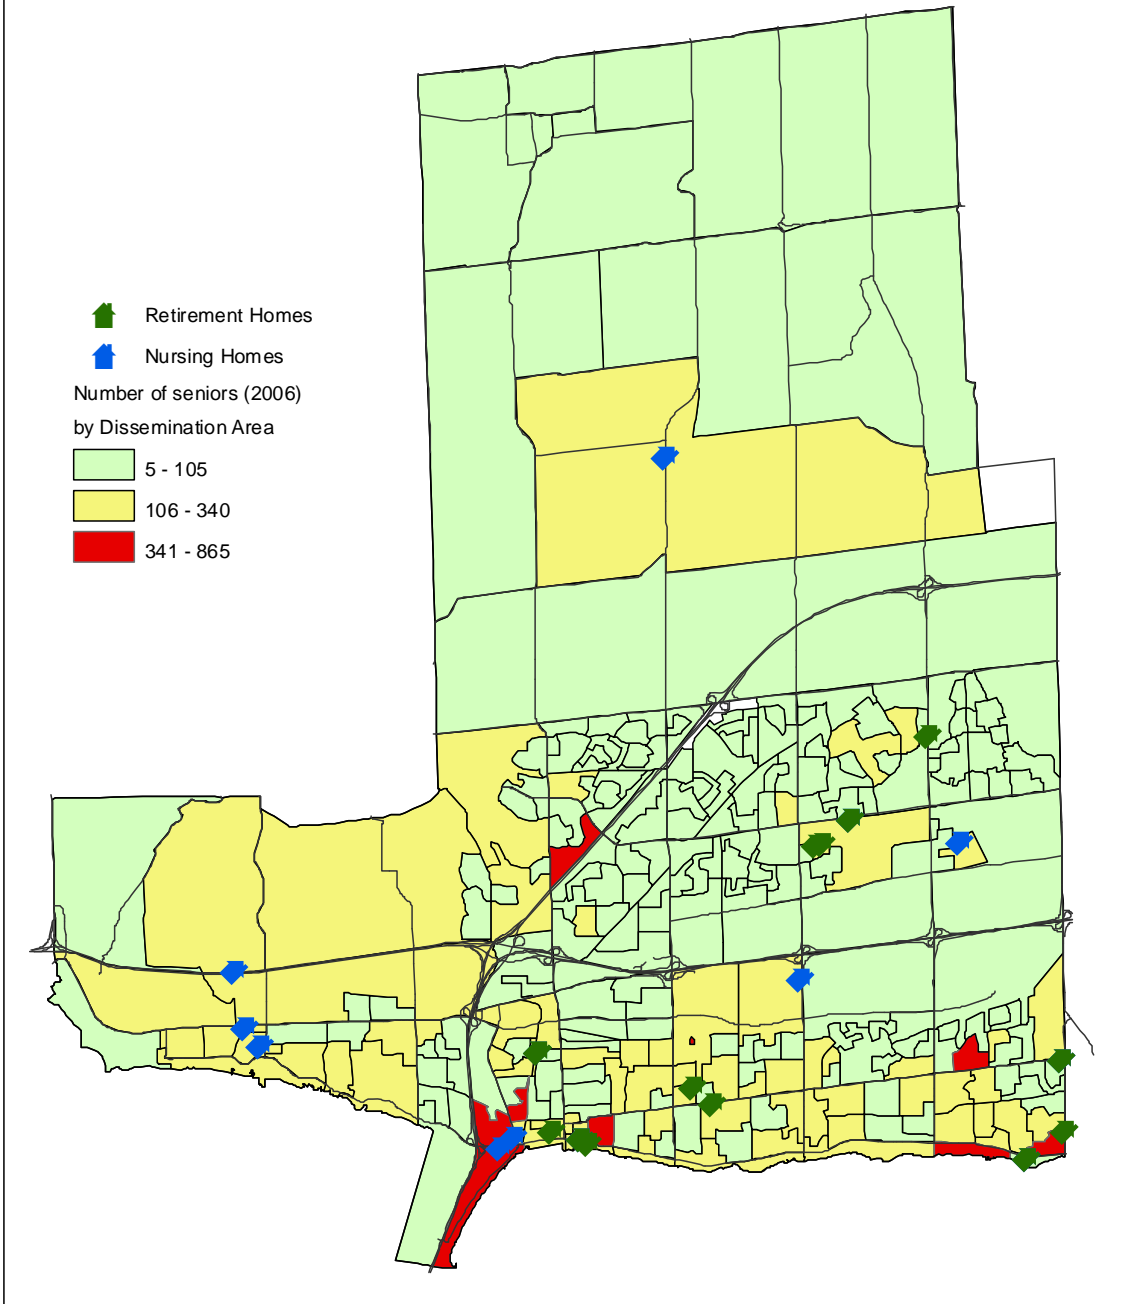 Retirement Homes
Nursing Homes
Number of seniors (2006)
by Dissemination Area
5 - 105
106 - 340
341 - 865